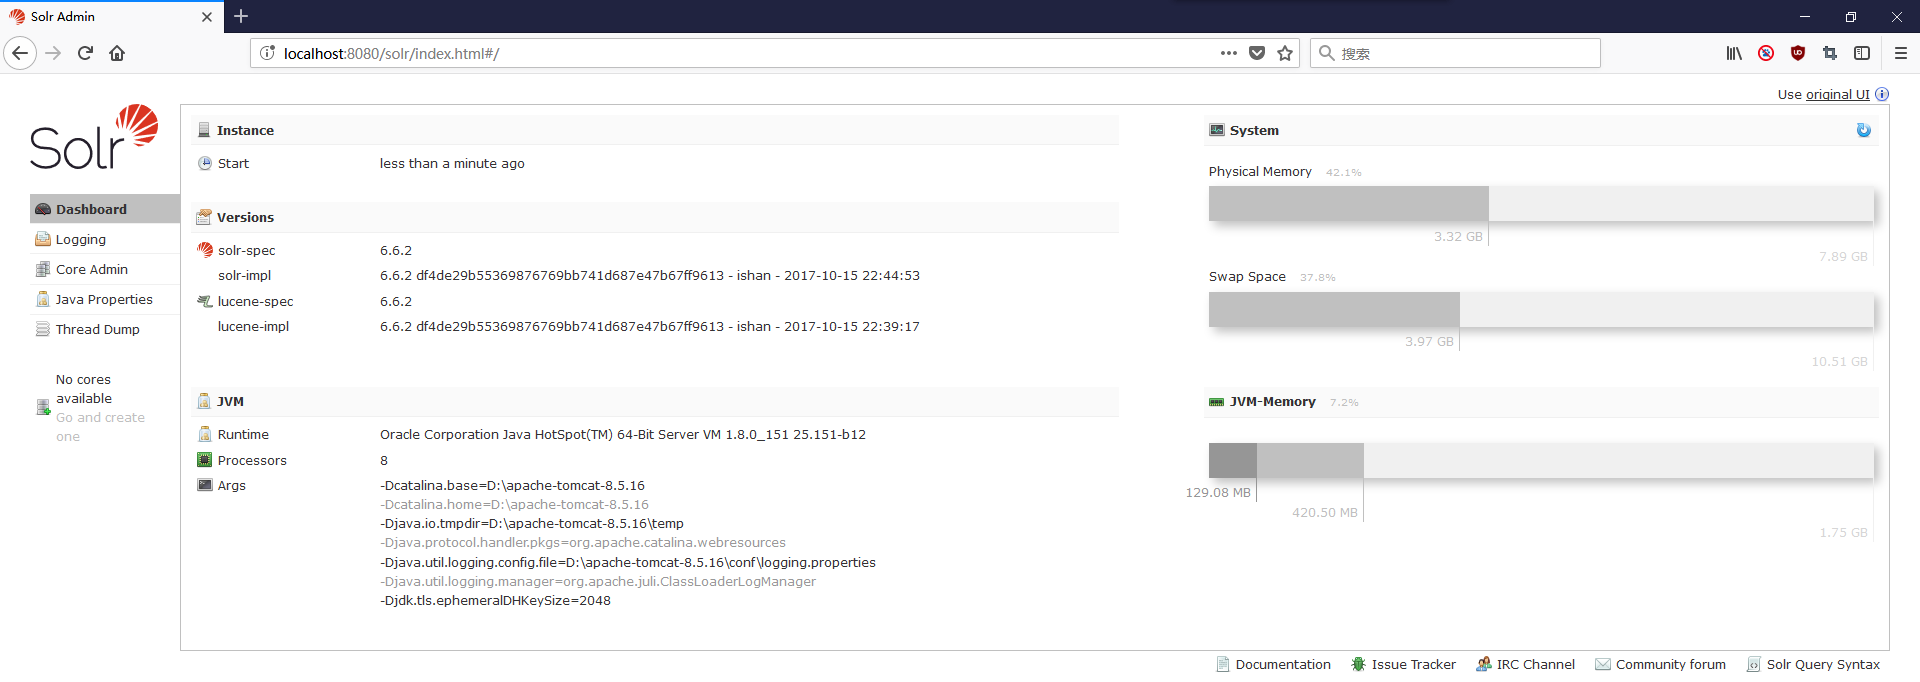 Solr Admin
localhost:8080/solr/index.html#/
搜索
Use original UI
Solr
Dashboard
Logging
Core Admin
Java Properties
Thread Dump
No cores
available
Go and create
one
Instance
Start less than a minute ago
Versions
solr-spec 6.6.2
solr-impl 6.6.2 df4de29b55369876769bb741d687e47b67ff9613 - ishan - 2017-10-15 22:44:53
lucene-spec 6.6.2
lucene-impl 6.6.2 df4de29b55369876769bb741d687e47b67ff9613 - ishan - 2017-10-15 22:39:17
JVM
Runtime Oracle Corporation Java HotSpot(TM) 64-Bit Server VM 1.8.0_151 25.151-b12
Processors 8
Args -Dcatalina.base=D:\apache-tomcat-8.5.16
-Dcatalina.home=D:\apache-tomcat-8.5.16
-Djava.io.tmpdir=D:\apache-tomcat-8.5.16\temp
-Djava.protocol.handler.pkgs=org.apache.catalina.webresources
-Djava.util.logging.config.file=D:\apache-tomcat-8.5.16\conf\logging.properties
-Djava.util.logging.manager=org.apache.juli.ClassLoaderLogManager
-Djdk.tls.ephemeralDHKeySize=2048
System
Physical Memory 42.1%
3.32 GB
7.89 GB
Swap Space 37.8%
3.97 GB
10.51 GB
JVM-Memory 7.2%
129.08 MB
420.50 MB
1.75 GB
Documentation Issue Tracker IRC Channel Community forum Solr Query Syntax